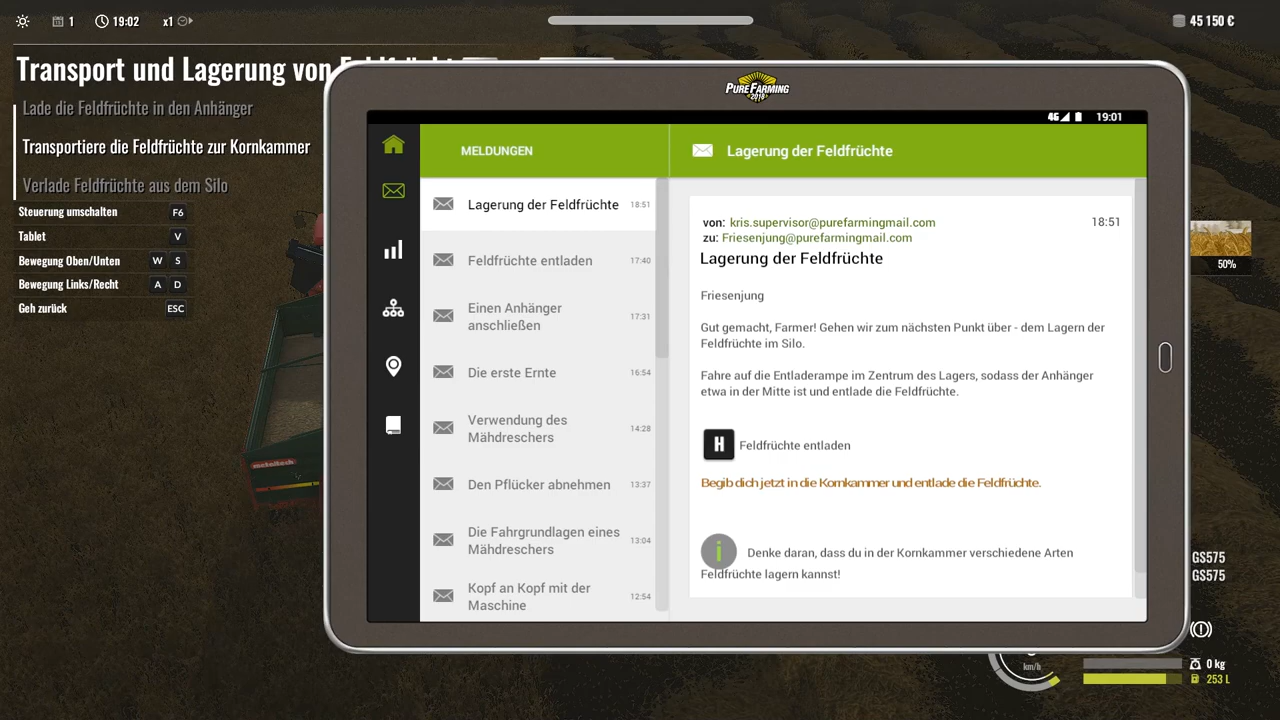 1
19:02
x1
45 150 €
Transport und Lagerung von
Lade die Feldfrüchte in den Anhänger
Transportiere die Feldfrüchte zur Kornkammer
Verlade Feldfrüchte aus dem Silo
Steuerung umschalten F6
Tablet V
Bewegung Oben/Unten W S
Bewegung Links/Recht A D
Geh zurück ESC
PURE FARMING
2018
4G 19:01
MELDUNGEN
Lagerung der Feldfrüchte 18:51
Feldfrüchte entladen 17:40
Einen Anhänger
anschließen 17:31
Die erste Ernte 16:54
Verwendung des
Mähdreschers 14:28
Den Pflücker abnehmen 13:37
Die Fahrgrundlagen eines
Mähdreschers 13:04
Kopf an Kopf mit der
Maschine 12:54
Lagerung der Feldfrüchte
von: kris.supervisor@purefarmingmail.com 18:51
zu: Friesenjung@purefarmingmail.com
Lagerung der Feldfrüchte
Friesenjung
Gut gemacht, Farmer! Gehen wir zum nächsten Punkt über - dem Lagern der
Feldfrüchte im Silo.
Fahre auf die Entladerampe im Zentrum des Lagers, sodass der Anhänger
etwa in der Mitte ist und entlade die Feldfrüchte.
H Feldfrüchte entladen
Begib dich jetzt in die Kornkammer und entlade die Feldfrüchte.
i Denke daran, dass du in der Kornkammer verschiedene Arten
Feldfrüchte lagern kannst!
50%
GS575
GS575
km/h
0 kg
253 L